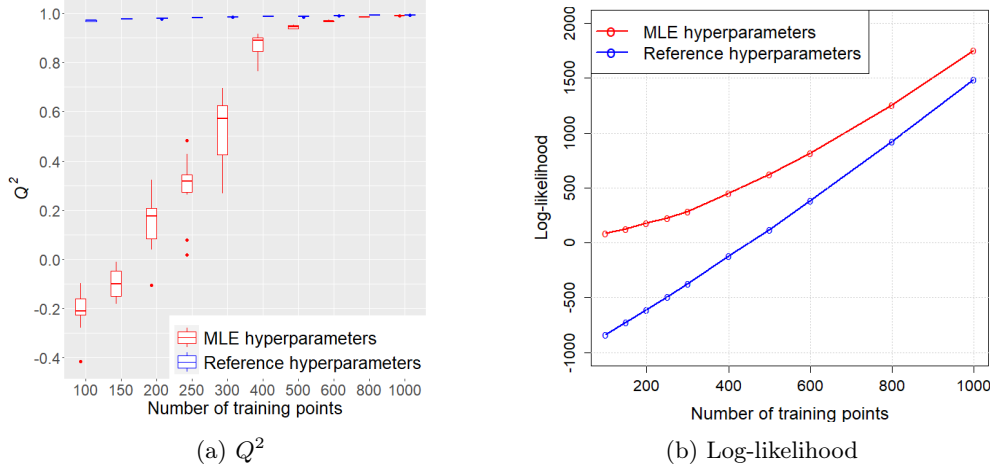 1.0
0.8
0.6
0.4
0.2
0.0
-0.2
-0.4
Q²
MLE hyperparameters
Reference hyperparameters
100 150 200 250 300 400 500 600 800 1000
Number of training points
(a) Q²
2000
1500
1000
500
0
-500
-1000
Log-likelihood
MLE hyperparameters
Reference hyperparameters
200 400 600 800 1000
Number of training points
(b) Log-likelihood